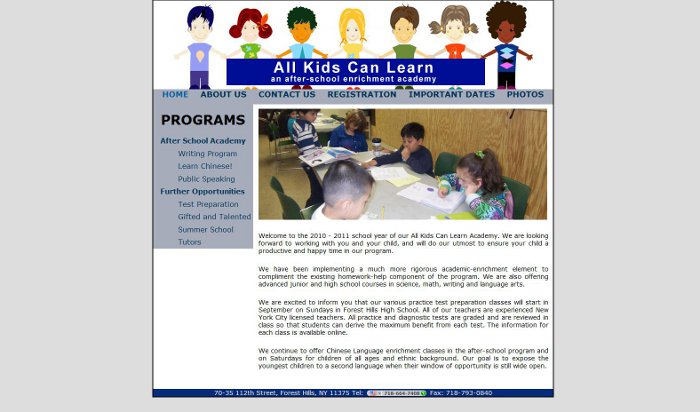 All Kids Can Learn
an after-school enrichment academy
HOME ABOUT US CONTACT US REGISTRATION IMPORTANT DATES PHOTOS
PROGRAMS
After School Academy
Writing Program
Learn Chinese!
Public Speaking
Further Opportunities
Test Preparation
Gifted and Talented
Summer School
Tutors
Welcome to the 2010 - 2011 school year of our All Kids Can Learn Academy. We are looking
forward to working with you and your child, and will do our utmost to ensure your child a
productive and happy time in our program.
We have been implementing a much more rigorous academic-enrichment element to
compliment the existing homework-help component of the program. We are also offering
advanced junior and high school courses in science, math, writing and language arts.
We are excited to inform you that our various practice test preparation classes will start in
September on Sundays in Forest Hills High School. All of our teachers are experienced New
York City licensed teachers. All practice and diagnostic tests are graded and are reviewed in
class so that students can derive the maximum benefit from each test. The information for
each class is available online.
We continue to offer Chinese Language enrichment classes in the after-school program and
on Saturdays for children of all ages and ethnic background. Our goal is to expose the
youngest children to a second language when their window of opportunity is still wide open.
70-35 112th Street, Forest Hills, NY 11375 Tel: 718-664-7408 Fax: 718-793-0840